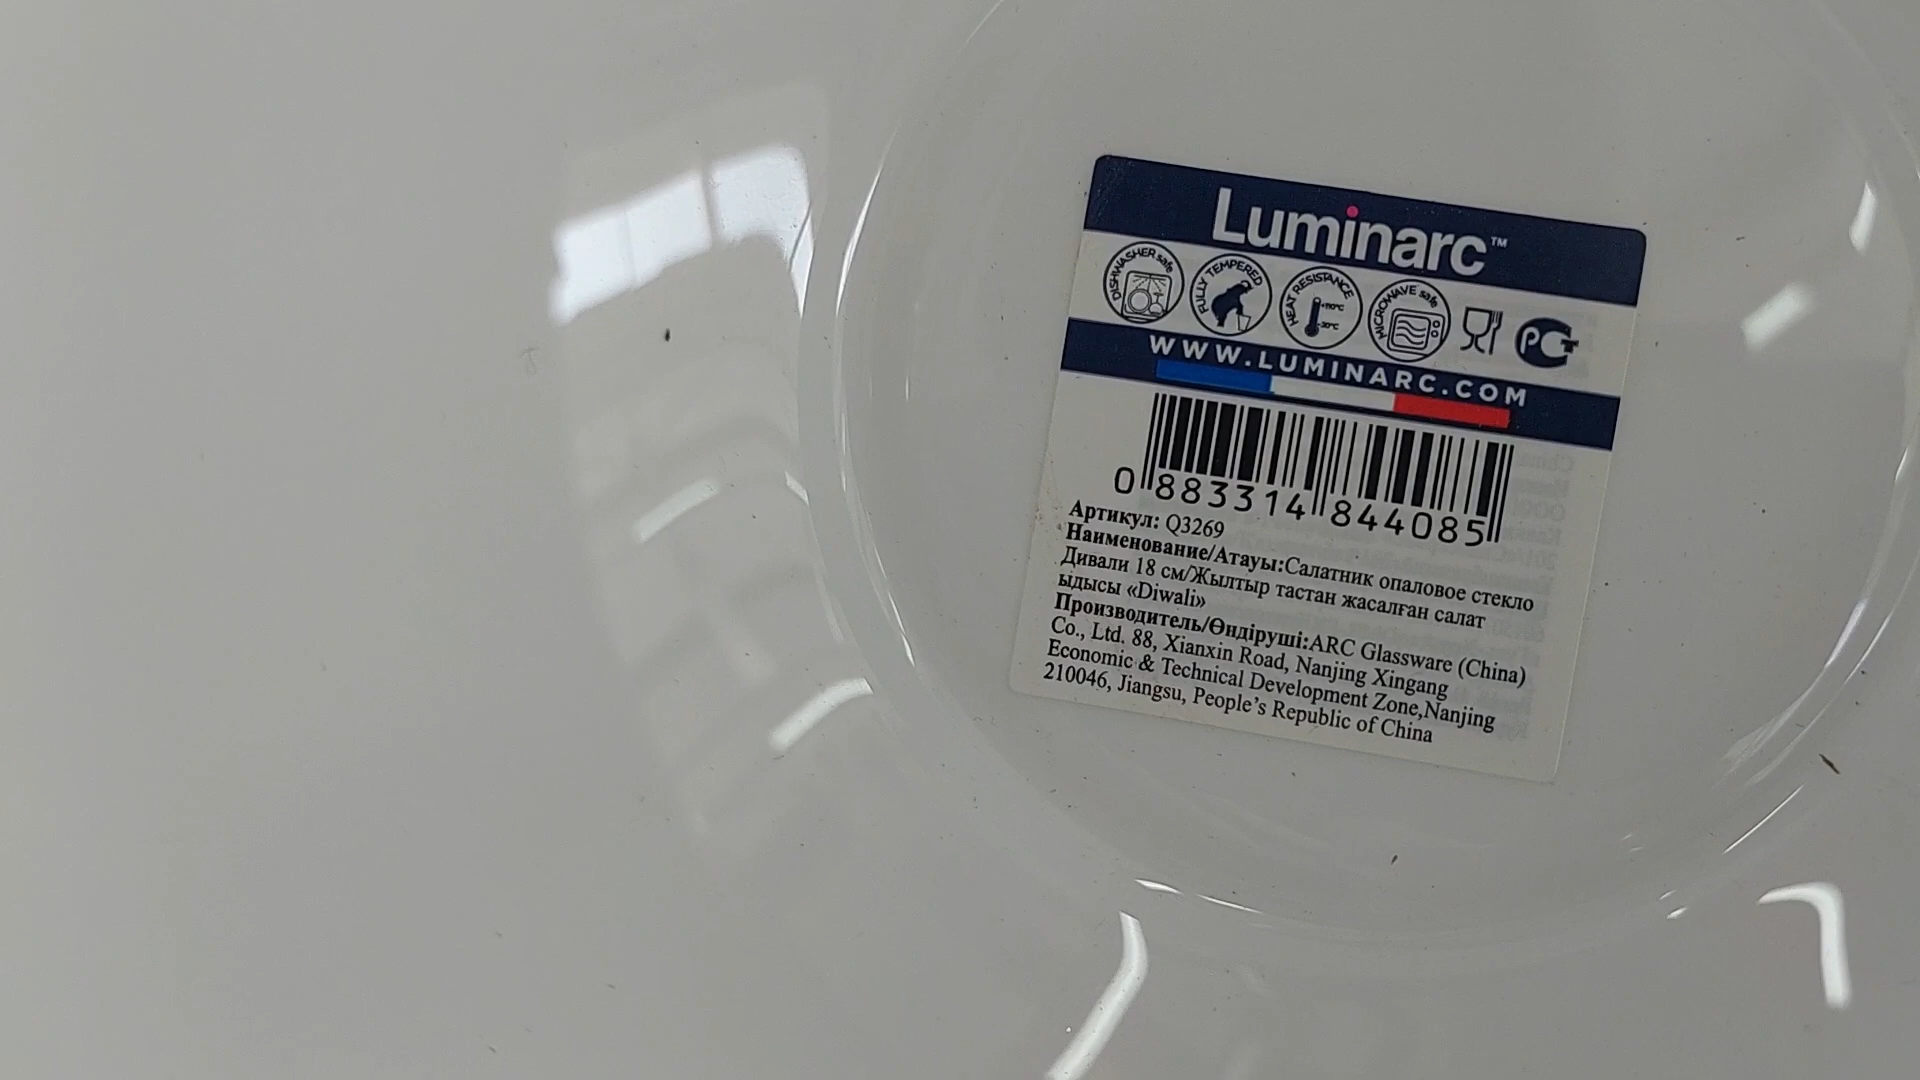 Luminarc™
DISHWASHER safe
FULLY TEMPERED
HEAT RESISTANCE
MICROWAVE safe
WWW.LUMINARC.COM
0 883314 844085
Артикул: Q3269
Наименование/Атауы:Салатник опаловое стекло
Дивали 18 см/Жылтыр тастан жасалған салат
ыдысы «Diwali»
Производитель/Өндіруші:ARC Glassware (China)
Co., Ltd. 88, Xianxin Road, Nanjing Xingang
Economic & Technical Development Zone,Nanjing
210046, Jiangsu, People’s Republic of China